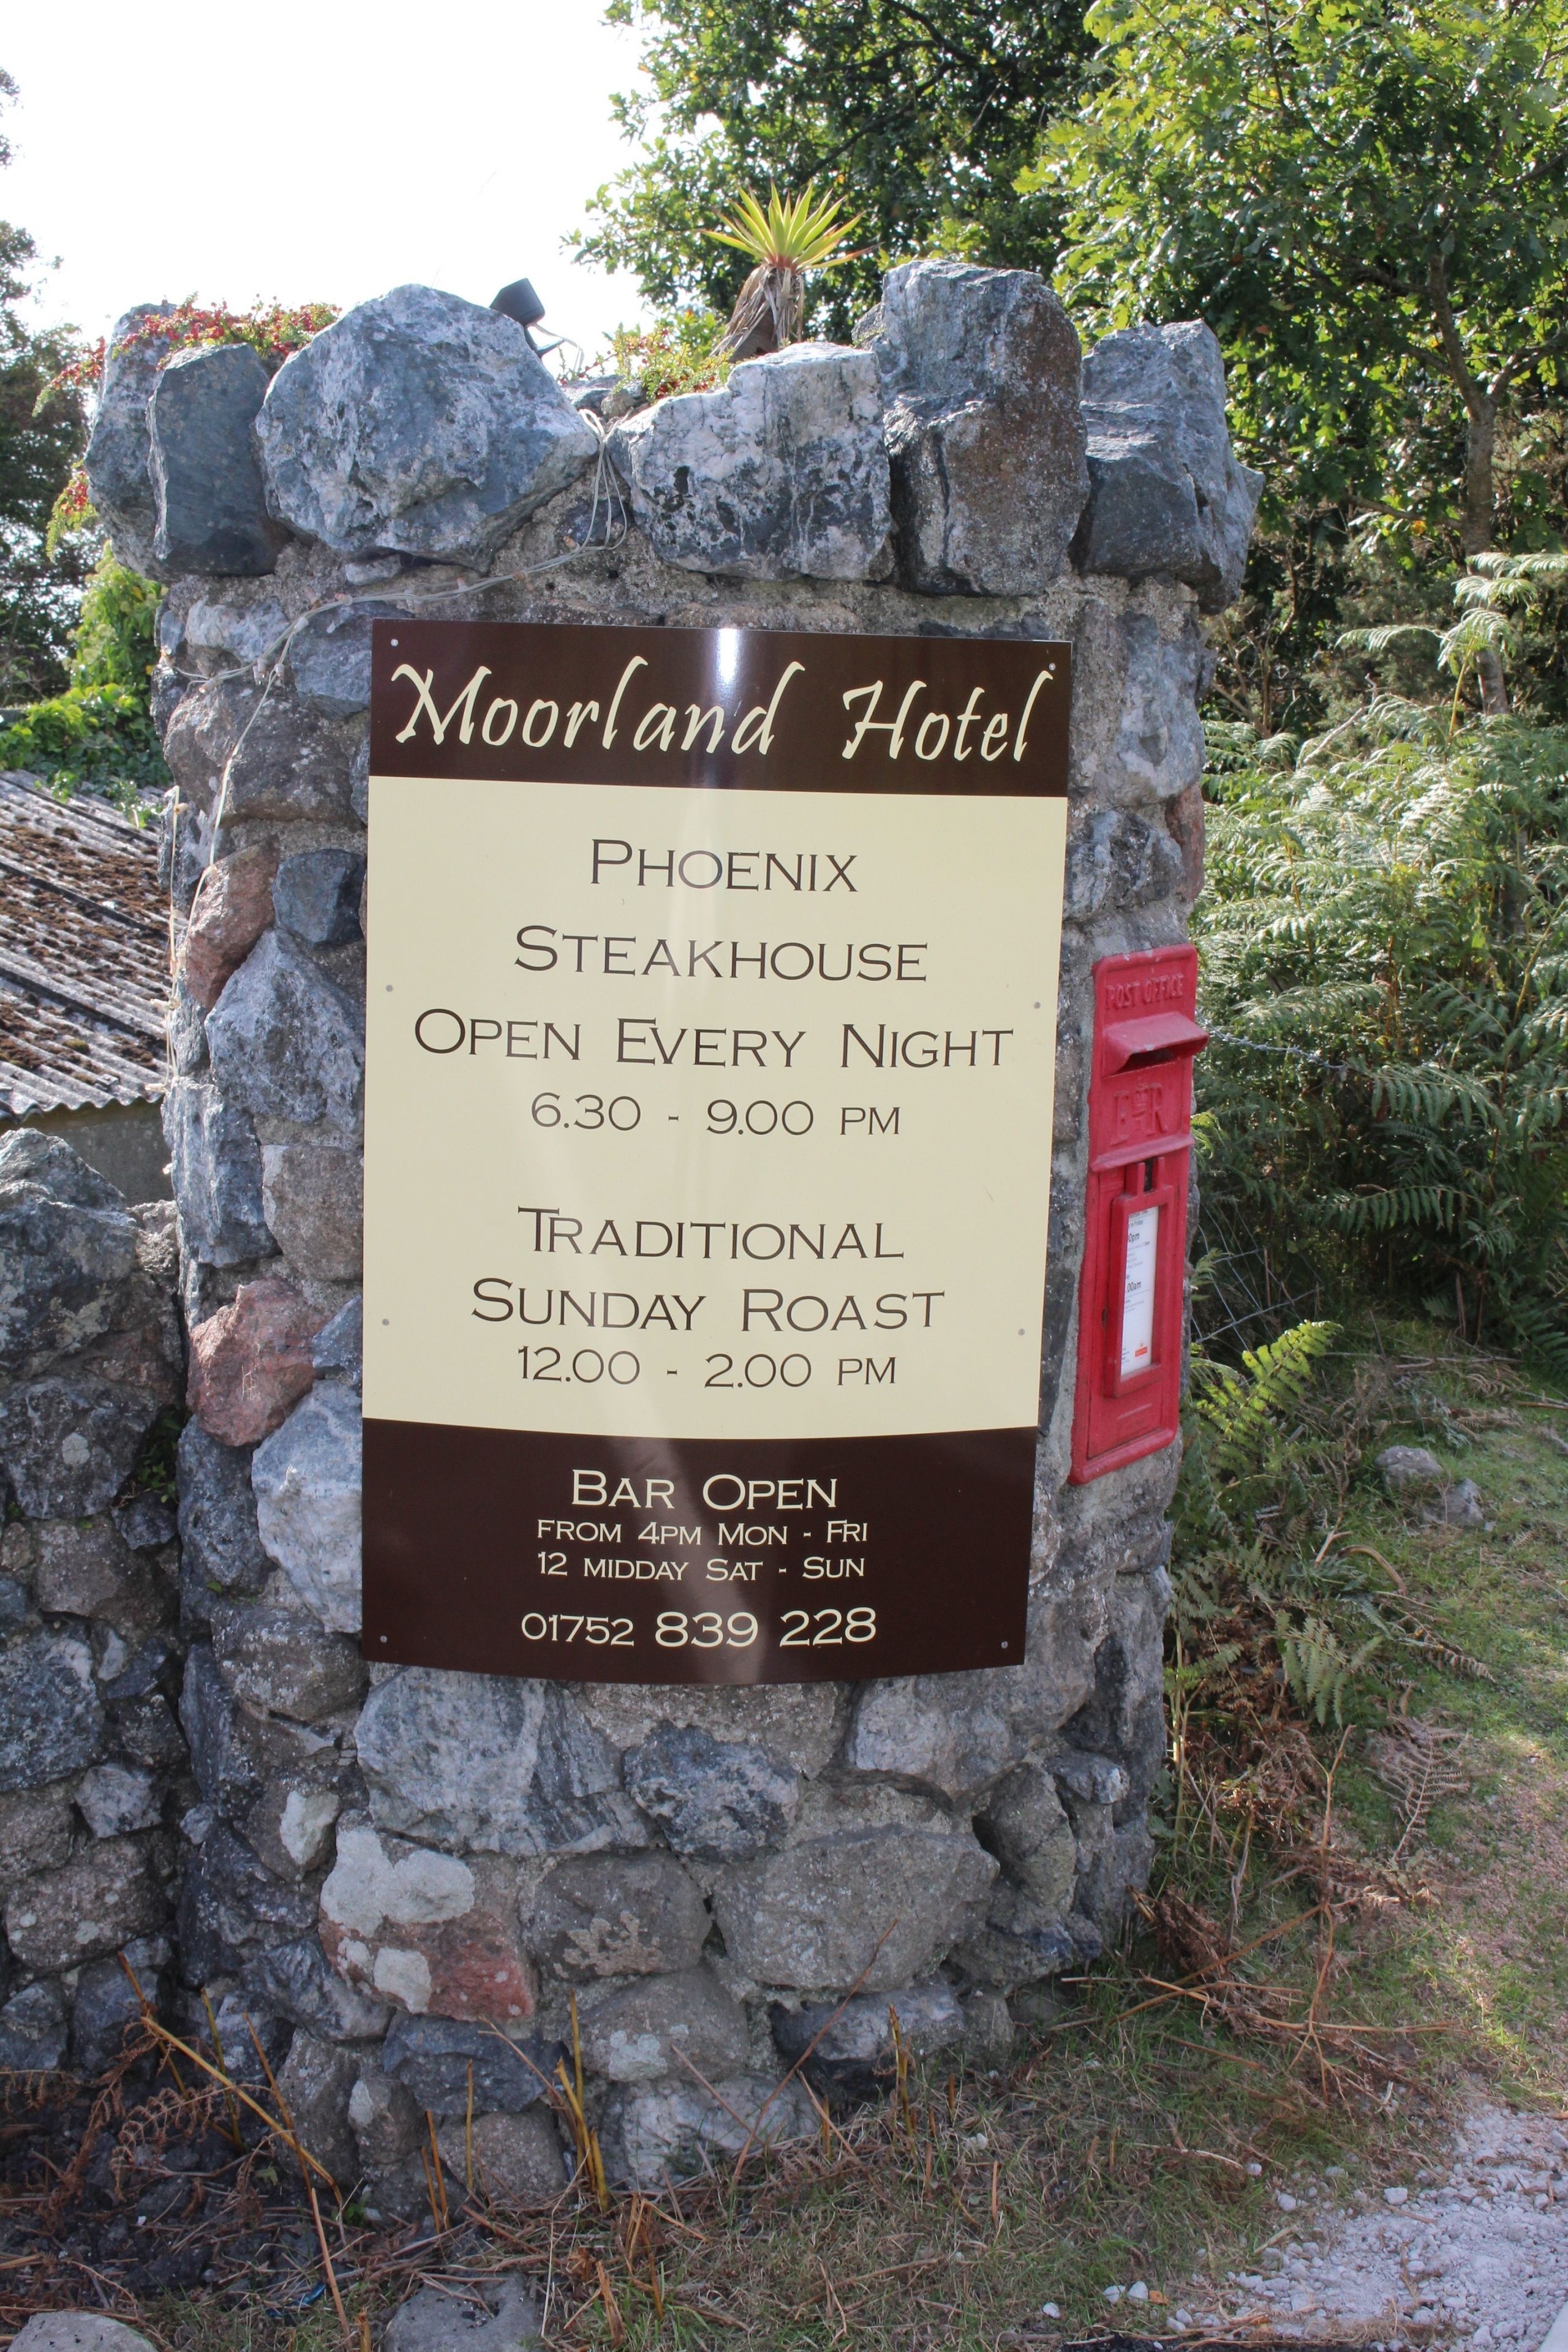 Moorland Hotel
PHOENIX
STEAKHOUSE
OPEN EVERY NIGHT
6.30 - 9.00 PM
TRADITIONAL
SUNDAY ROAST
12.00 - 2.00 PM
BAR OPEN
FROM 4PM MON - FRI
12 MIDDAY SAT - SUN
01752 839 228
POST OFFICE
E II R